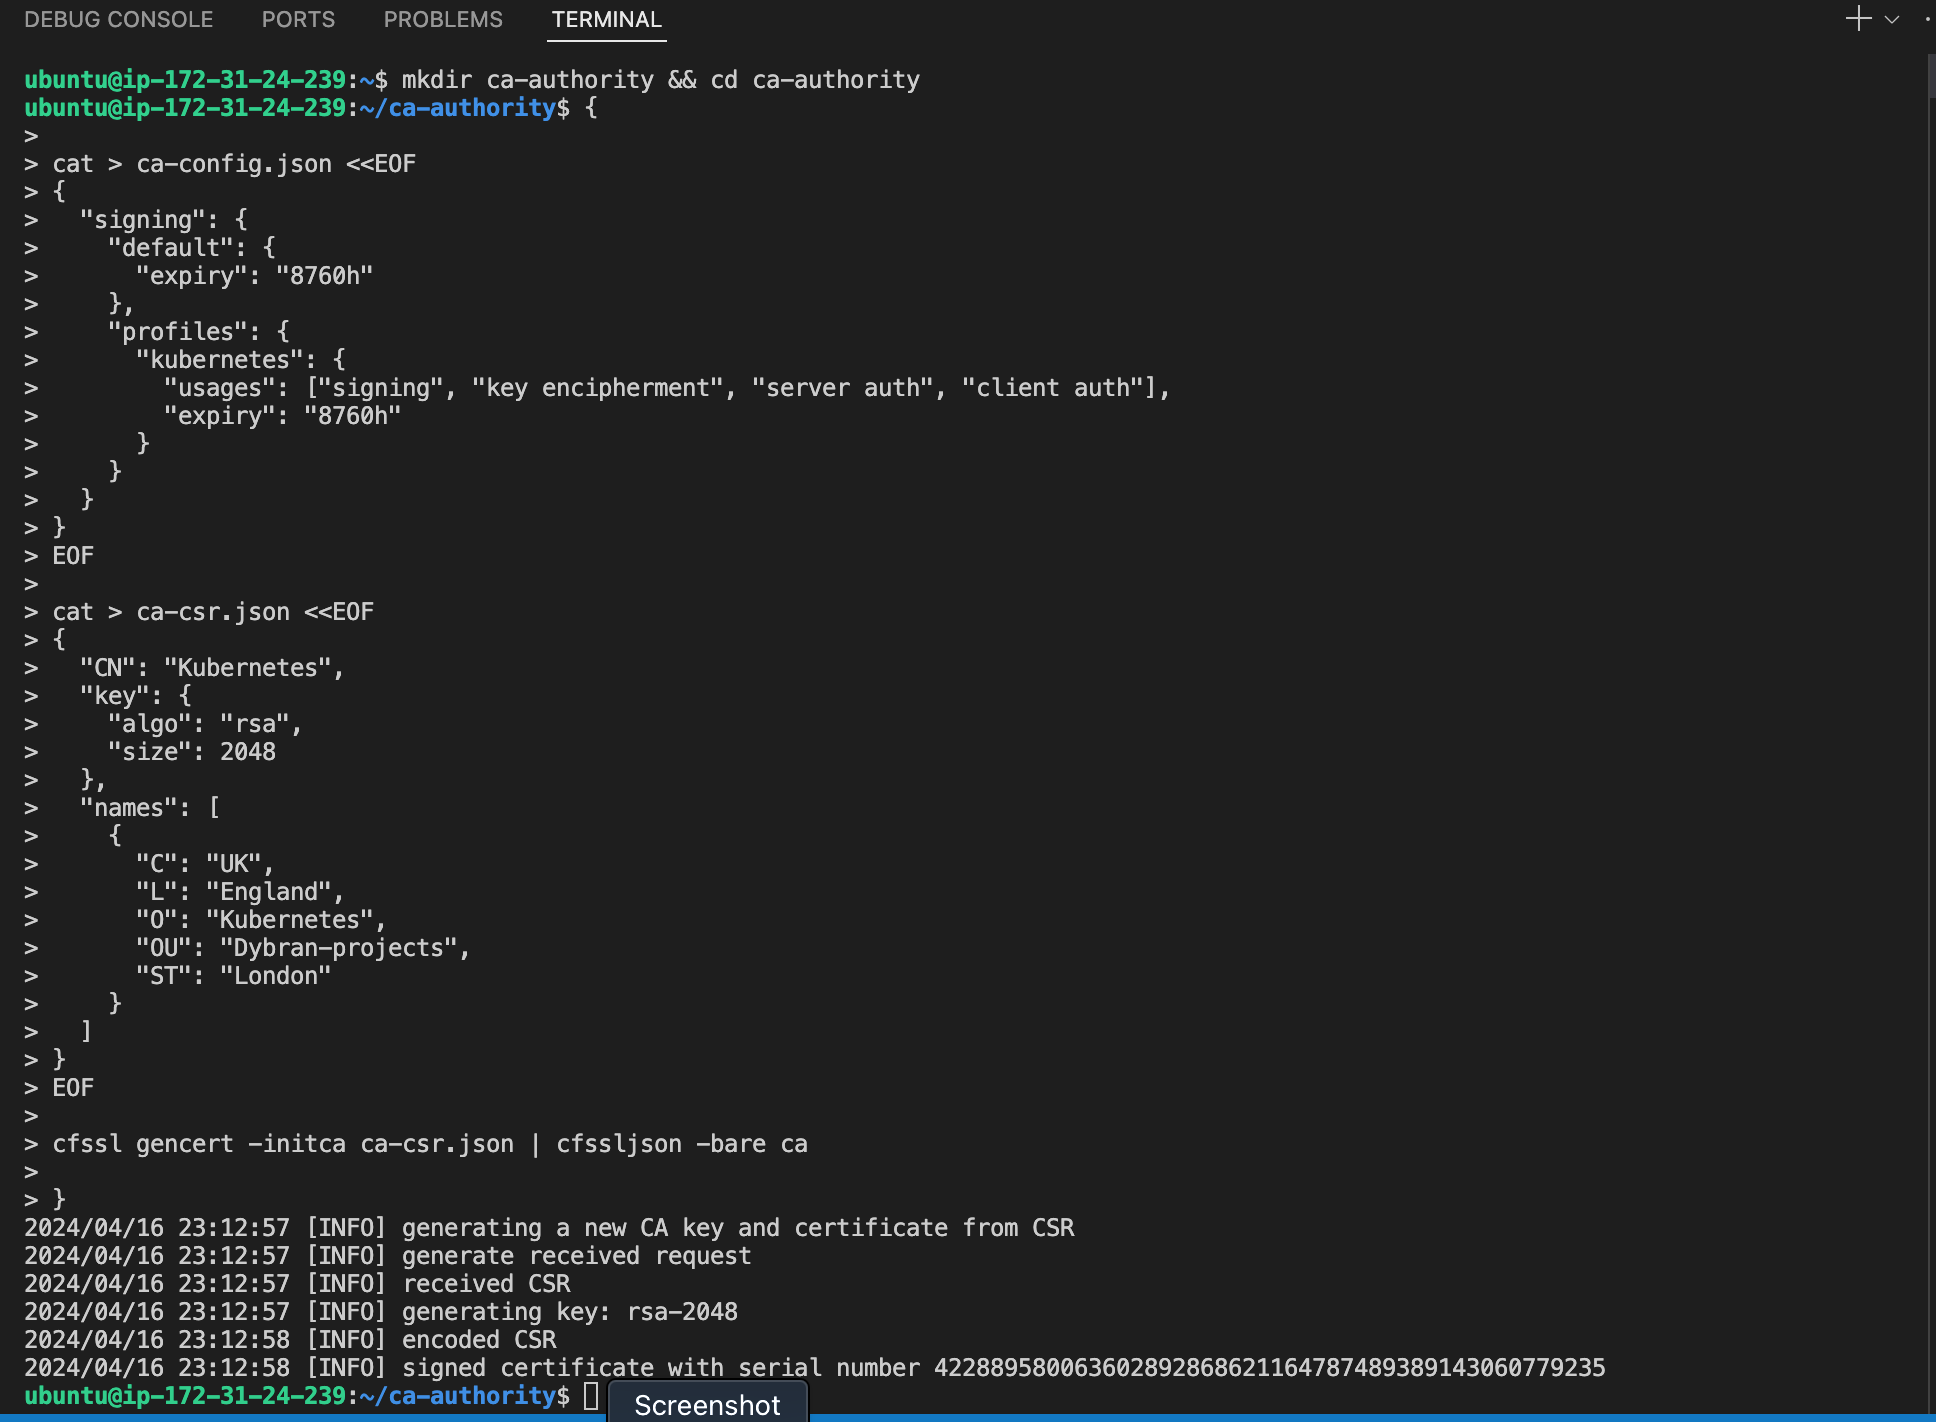 DEBUG CONSOLE PORTS PROBLEMS TERMINAL
ubuntu@ip-172-31-24-239:~$ mkdir ca-authority && cd ca-authority
ubuntu@ip-172-31-24-239:~/ca-authority$ {
>
> cat > ca-config.json <<EOF
> {
>   "signing": {
>     "default": {
>       "expiry": "8760h"
>     },
>     "profiles": {
>       "kubernetes": {
>         "usages": ["signing", "key encipherment", "server auth", "client auth"],
>         "expiry": "8760h"
>       }
>     }
>   }
> }
> EOF
>
> cat > ca-csr.json <<EOF
> {
>   "CN": "Kubernetes",
>   "key": {
>     "algo": "rsa",
>     "size": 2048
>   },
>   "names": [
>     {
>       "C": "UK",
>       "L": "England",
>       "O": "Kubernetes",
>       "OU": "Dybran-projects",
>       "ST": "London"
>     }
>   ]
> }
> EOF
>
> cfssl gencert -initca ca-csr.json | cfssljson -bare ca
>
> }
2024/04/16 23:12:57 [INFO] generating a new CA key and certificate from CSR
2024/04/16 23:12:57 [INFO] generate received request
2024/04/16 23:12:57 [INFO] received CSR
2024/04/16 23:12:57 [INFO] generating key: rsa-2048
2024/04/16 23:12:58 [INFO] encoded CSR
2024/04/16 23:12:58 [INFO] signed certificate with serial number 422889580063602892868621164787489389143060779235
ubuntu@ip-172-31-24-239:~/ca-authority$
Screenshot